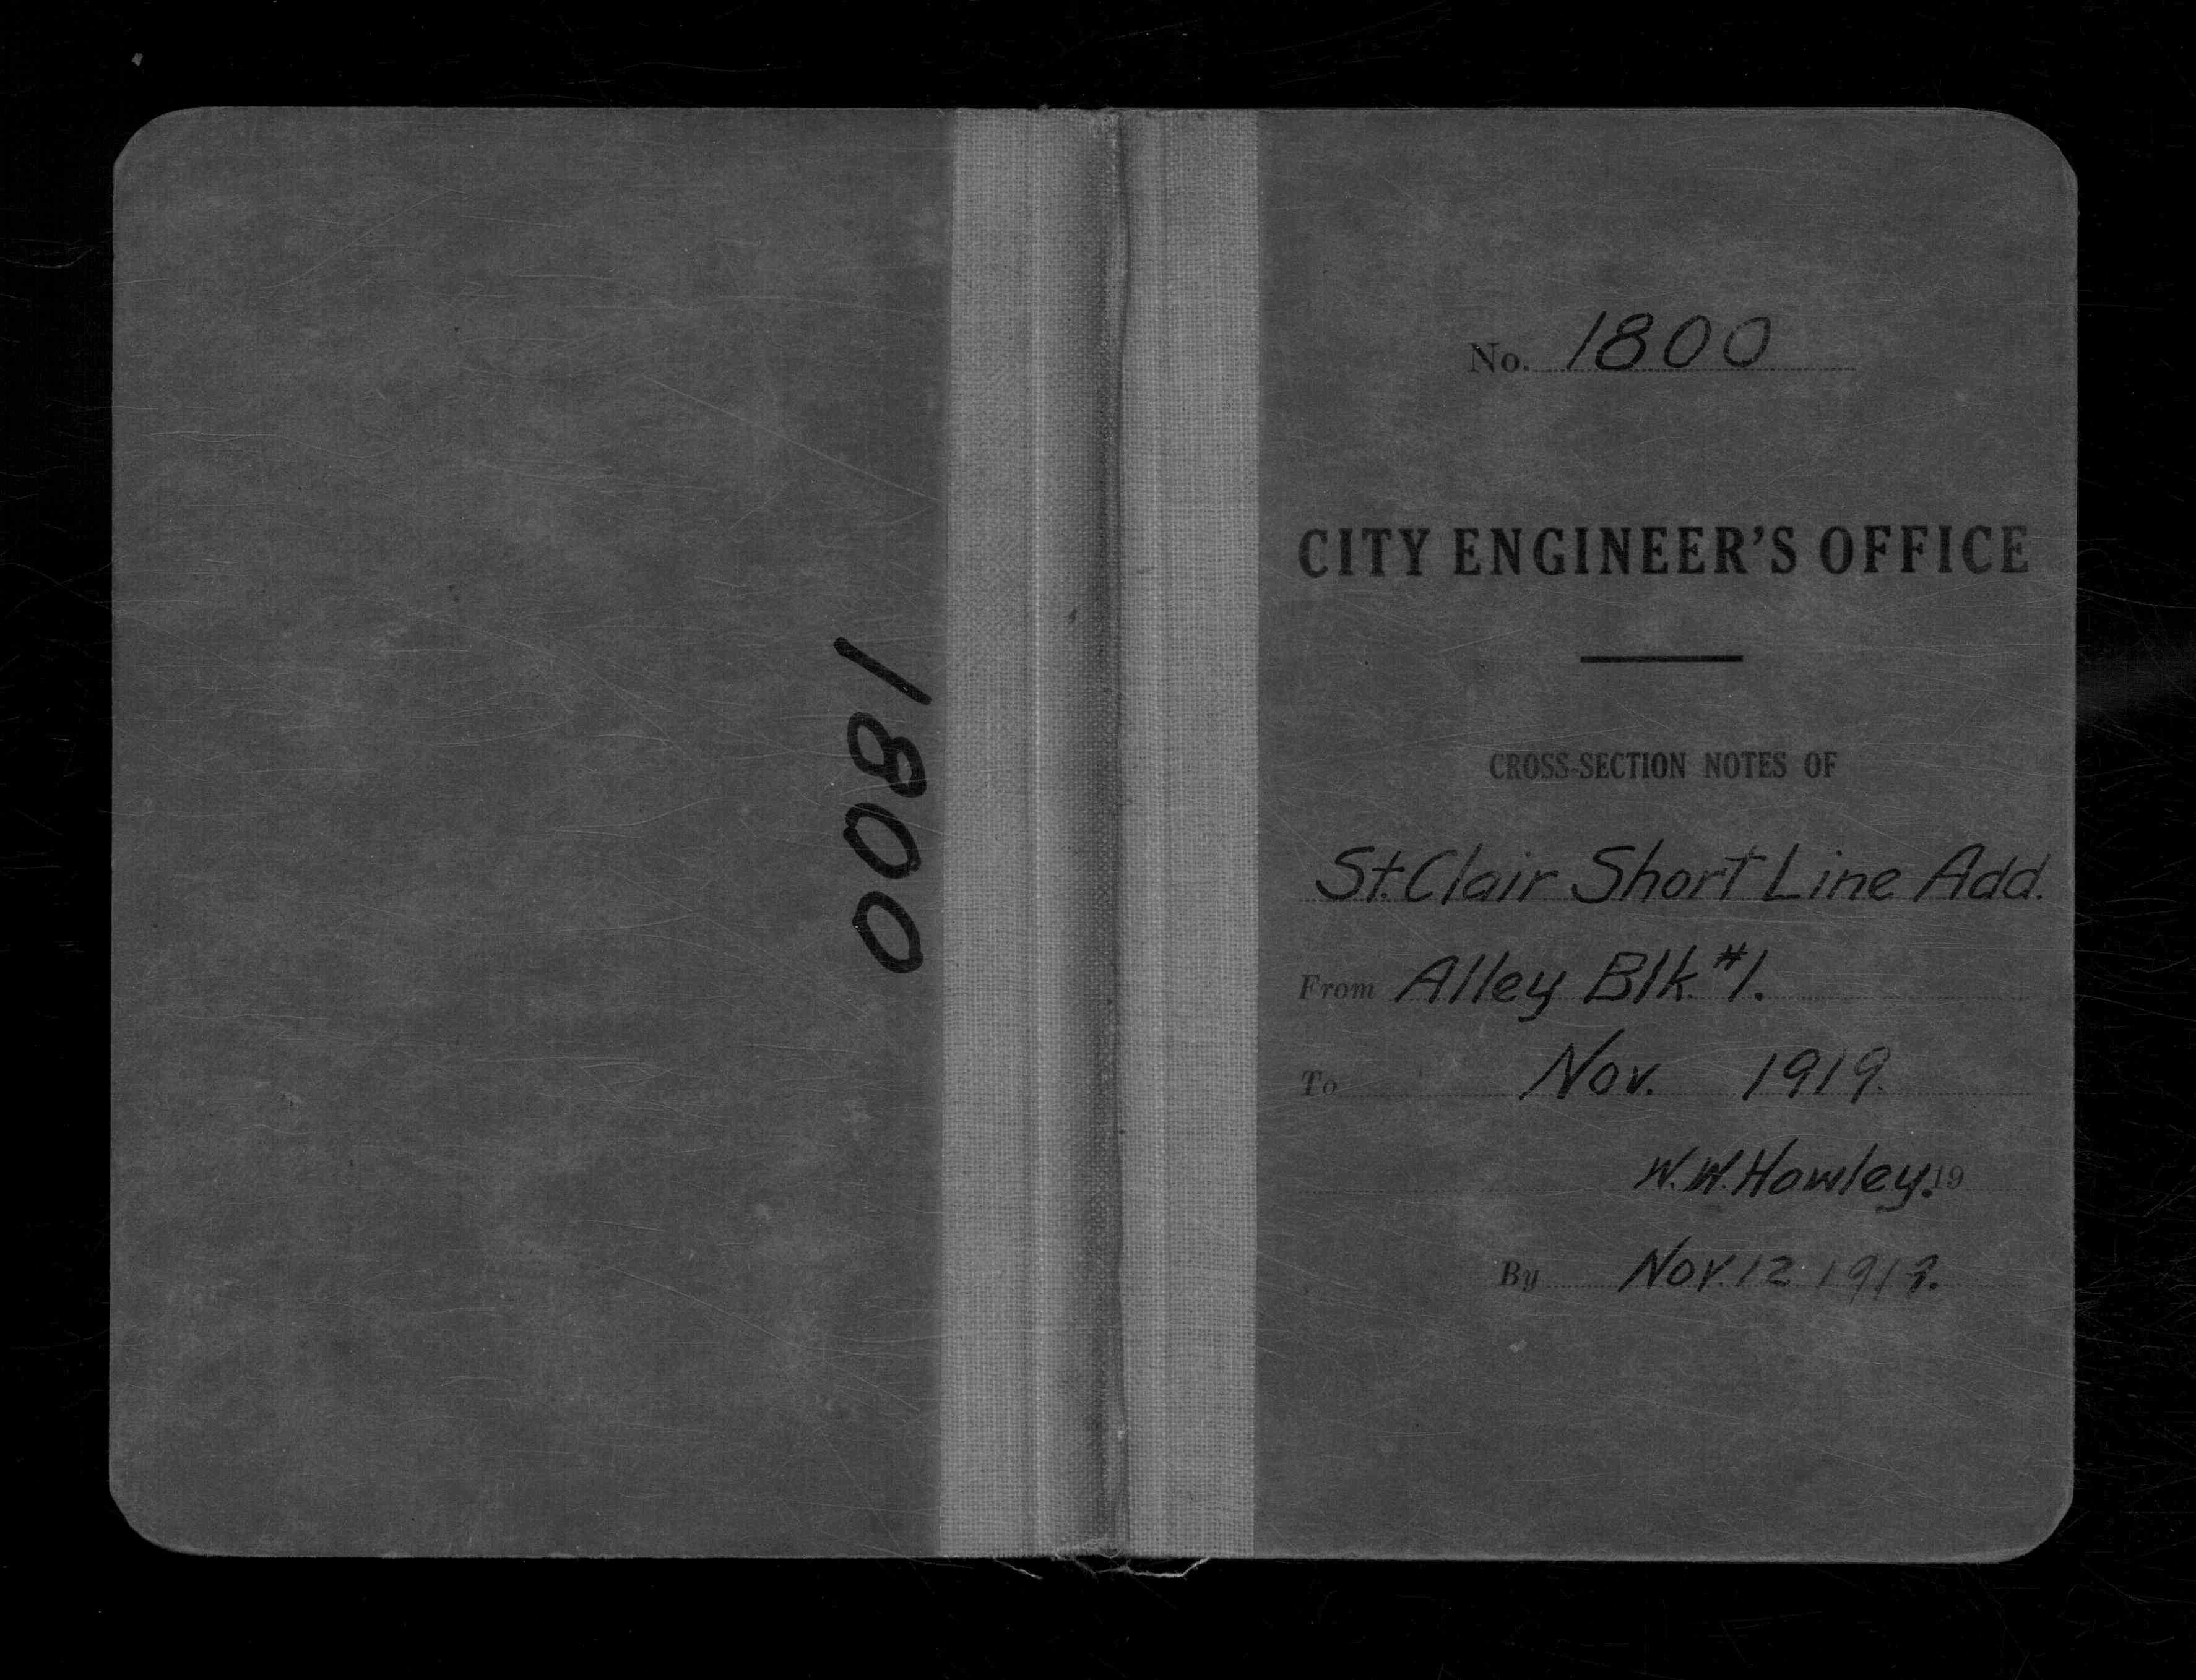 1800
No. 1800
CITY ENGINEER'S OFFICE
CROSS-SECTION NOTES OF
St. Clair Short Line Add.
From Alley Blk. #1.
To Nov. 1919.
W. W. Howley. 19
By Nov. 12 1919.